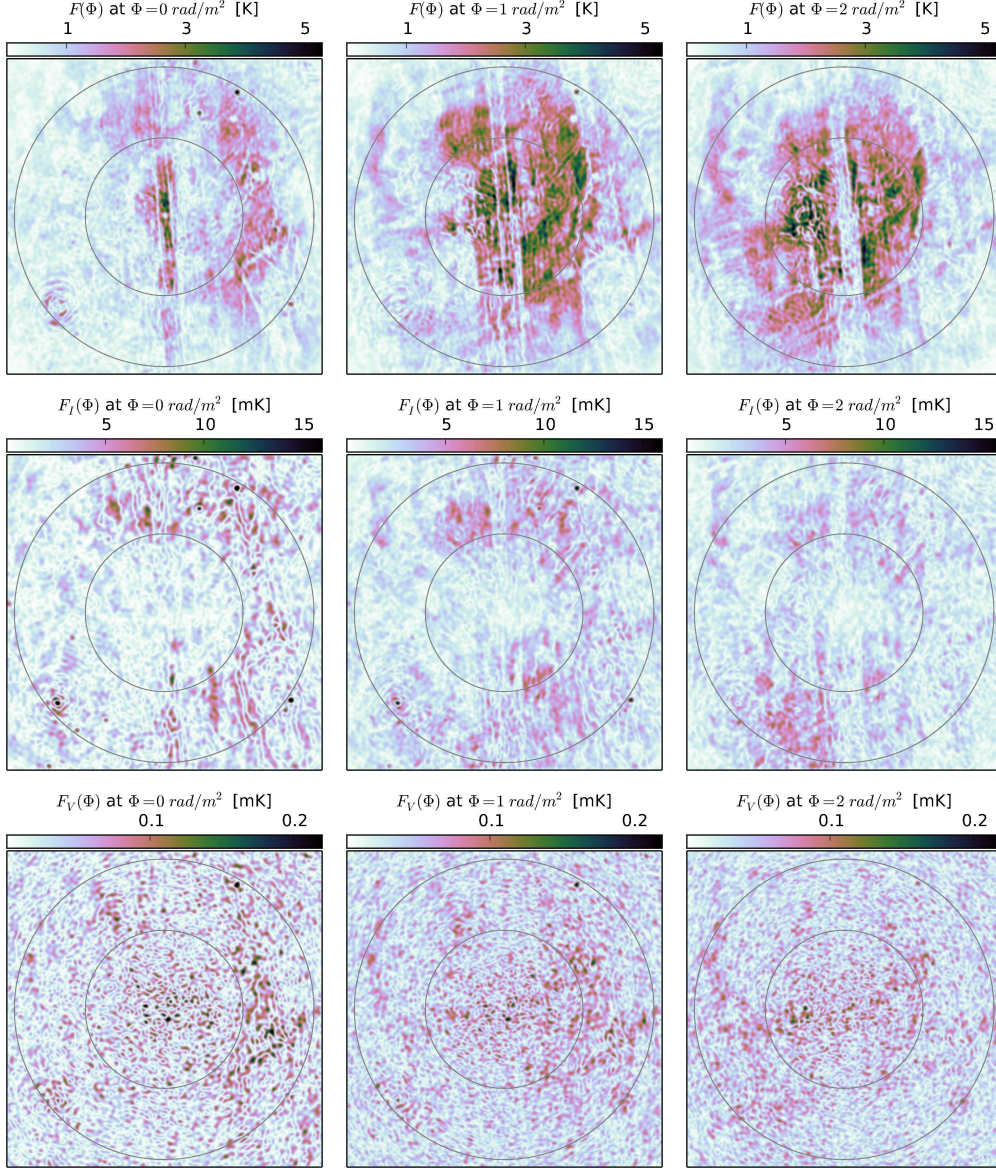 F(Φ) at Φ=0 rad/m² [K]
1 3 5
F(Φ) at Φ=1 rad/m² [K]
1 3 5
F(Φ) at Φ=2 rad/m² [K]
1 3 5
F_I(Φ) at Φ=0 rad/m² [mK]
5 10 15
F_I(Φ) at Φ=1 rad/m² [mK]
5 10 15
F_I(Φ) at Φ=2 rad/m² [mK]
5 10 15
F_V(Φ) at Φ=0 rad/m² [mK]
0.1 0.2
F_V(Φ) at Φ=1 rad/m² [mK]
0.1 0.2
F_V(Φ) at Φ=2 rad/m² [mK]
0.1 0.2